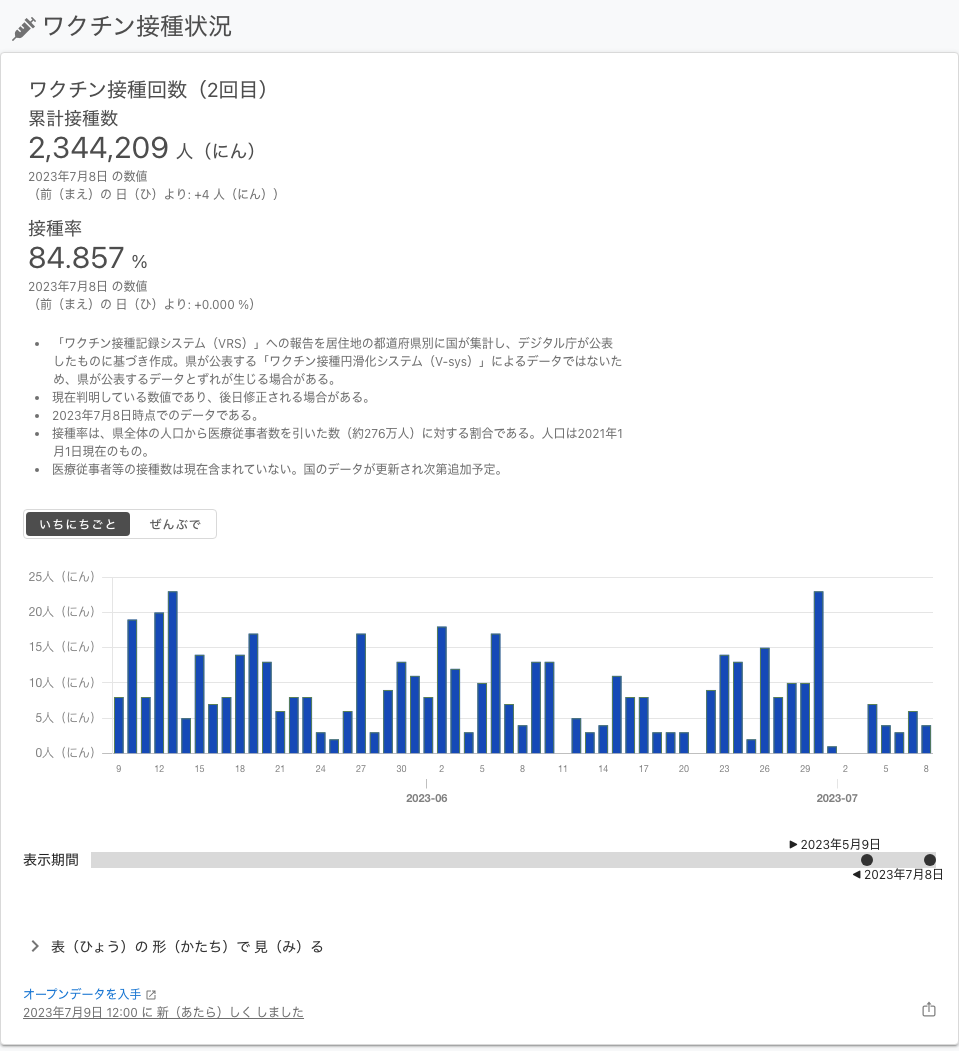 ワクチン接種状況
ワクチン接種回数（2回目）
累計接種数
2,344,209 人（にん）
2023年7月8日 の数値
（前（まえ）の 日（ひ）より: +4 人（にん））
接種率
84.857 %
2023年7月8日 の数値
（前（まえ）の 日（ひ）より: +0.000 %）
• 「ワクチン接種記録システム（VRS）」への報告を居住地の都道府県別に国が集計し、デジタル庁が公表
したものに基づき作成。県が公表する「ワクチン接種円滑化システム（V-sys）」によるデータではないた
め、県が公表するデータとずれが生じる場合がある。
• 現在判明している数値であり、後日修正される場合がある。
• 2023年7月8日時点でのデータである。
• 接種率は、県全体の人口から医療従事者数を引いた数（約276万人）に対する割合である。人口は2021年1
月1日現在のもの。
• 医療従事者等の接種数は現在含まれていない。国のデータが更新され次第追加予定。
いちにちごと ぜんぶで
25人（にん）
20人（にん）
15人（にん）
10人（にん）
5人（にん）
0人（にん）
9 12 15 18 21 24 27 30 2 5 8 11 14 17 20 23 26 29 2 5 8
2023-06 2023-07
2023年5月9日
表示期間
2023年7月8日
表（ひょう）の 形（かたち）で 見（み）る
オープンデータを入手
2023年7月9日 12:00 に 新（あたら）しく しました